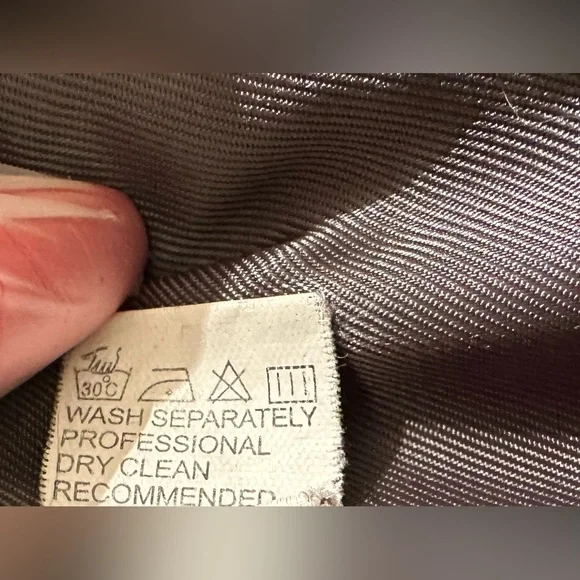 30°C
WASH SEPARATELY
PROFESSIONAL
DRY CLEAN
RECOMMENDED